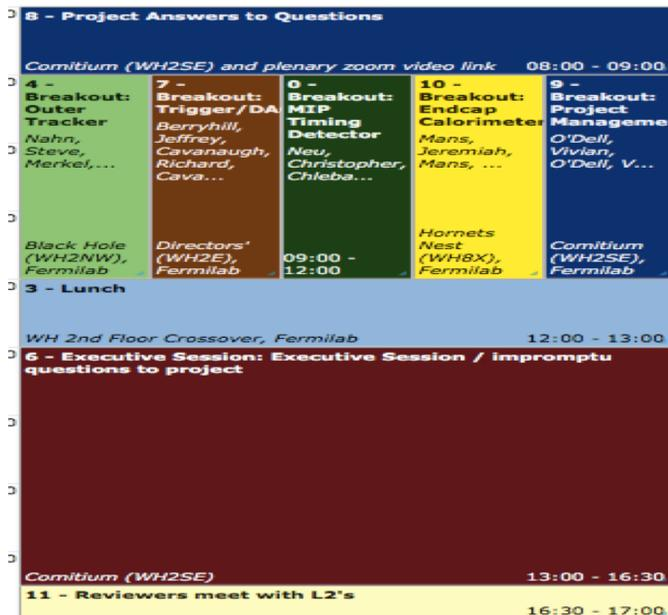 8 - Project Answers to Questions
Comitium (WH2SE) and plenary zoom video link 08:00 - 09:00
4 -
Breakout:
Outer
Tracker
Nahn,
Steve,
Merkel,...
Black Hole
(WH2NW),
Fermilab
7 -
Breakout:
Trigger/DA
Berryhill,
Jeffrey,
Cavanaugh,
Richard,
Cava...
Directors'
(WH2E),
Fermilab
0 -
Breakout:
MIP
Timing
Detector
Neu,
Christopher,
Chleba...
09:00 -
12:00
10 -
Breakout:
Endcap
Calorimeter
Mans,
Jeremiah,
Mans, ...
Hornets
Nest
(WH8X),
Fermilab
9 -
Breakout:
Project
Manageme
O'Dell,
Vivian,
O'Dell, V...
Comitium
(WH2SE),
Fermilab
3 - Lunch
WH 2nd Floor Crossover, Fermilab 12:00 - 13:00
6 - Executive Session: Executive Session / impromptu
questions to project
Comitium (WH2SE) 13:00 - 16:30
11 - Reviewers meet with L2's
16:30 - 17:00